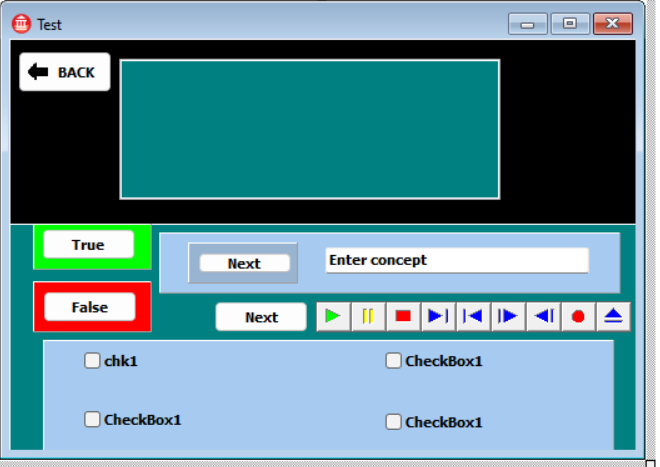 Test
BACK
True
Next
Enter concept
False
Next
chk1
CheckBox1
CheckBox1
CheckBox1